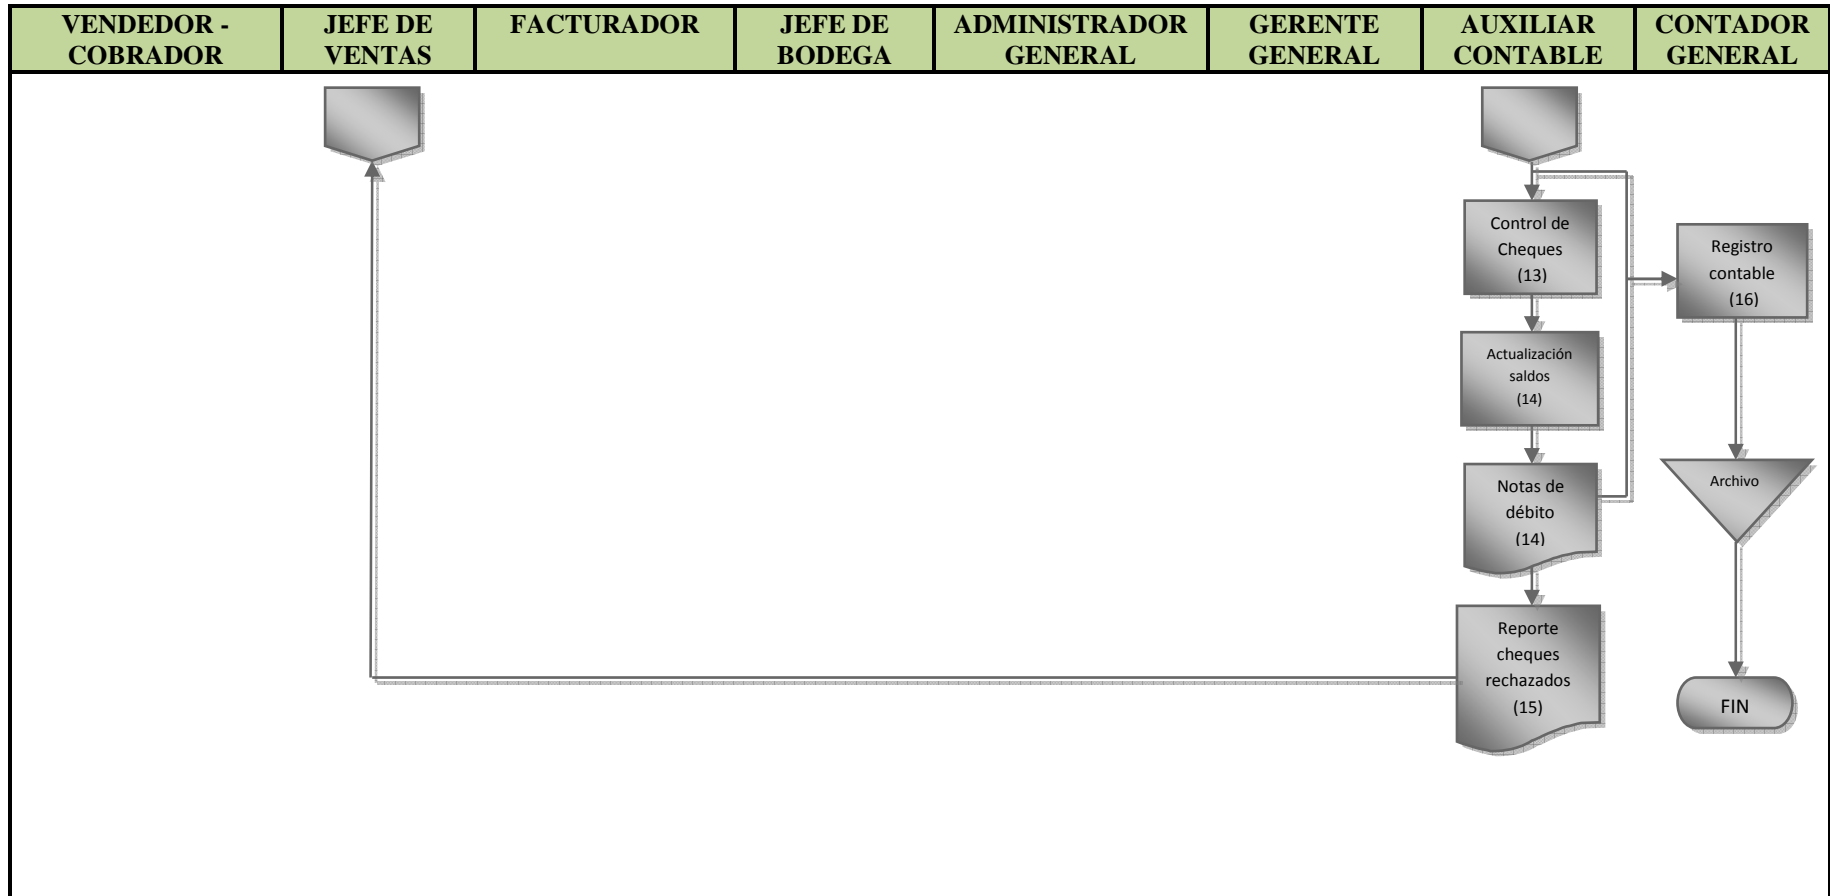 VENDEDOR -
COBRADOR
JEFE DE
VENTAS
FACTURADOR
JEFE DE
BODEGA
ADMINISTRADOR
GENERAL
GERENTE
GENERAL
AUXILIAR
CONTABLE
CONTADOR
GENERAL
Control de
Cheques
(13)
Actualización
saldos
(14)
Notas de
débito
(14)
Reporte
cheques
rechazados
(15)
Registro
contable
(16)
Archivo
FIN